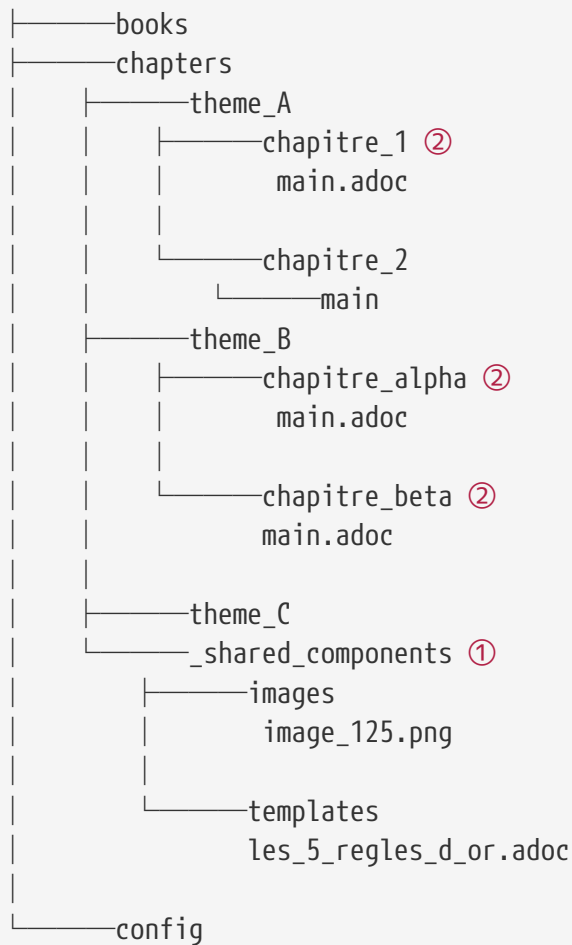 ├──────books
├──────chapters
│    ├──────theme_A
│    │    ├──────chapitre_1 ②
│    │    │       main.adoc
│    │    │
│    │    └──────chapitre_2
│    │        └──────main
│    ├──────theme_B
│    │    ├──────chapitre_alpha ②
│    │    │       main.adoc
│    │    │
│    │    └──────chapitre_beta ②
│    │           main.adoc
│    │
│    ├──────theme_C
│    └──────_shared_components ①
│        ├──────images
│        │       image_125.png
│        │
│        └──────templates
│               les_5_regles_d_or.adoc
│
└──────config